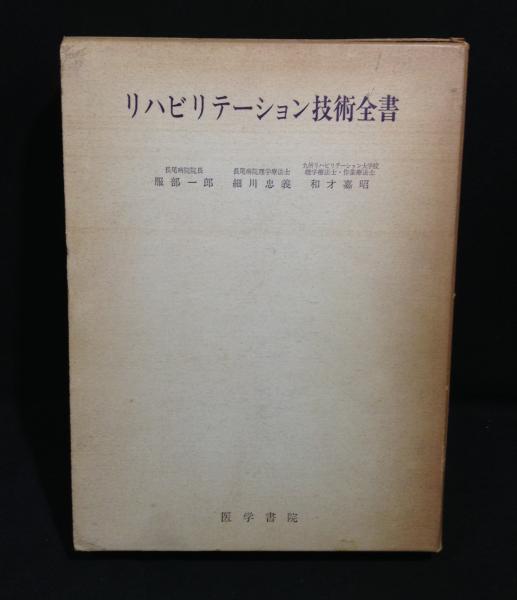 リハビリテーション技術全書
長尾病院院長
服部一郎
長尾病院理学療法士
細川忠義
九州リハビリテーション大学校
理学療法士・作業療法士
和才嘉昭
医学書院